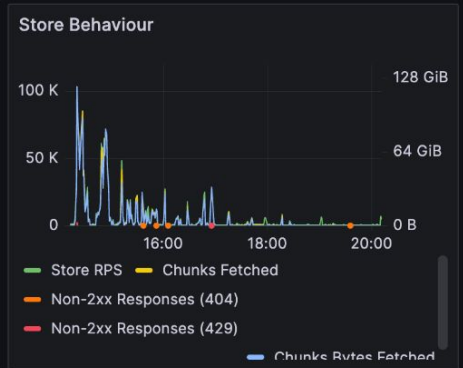 Store Behaviour
100 K
128 GiB
50 K
64 GiB
0
0 B
16:00 18:00 20:00
Store RPS Chunks Fetched
Non-2xx Responses (404)
Non-2xx Responses (429)
Chunks Bytes Fetched